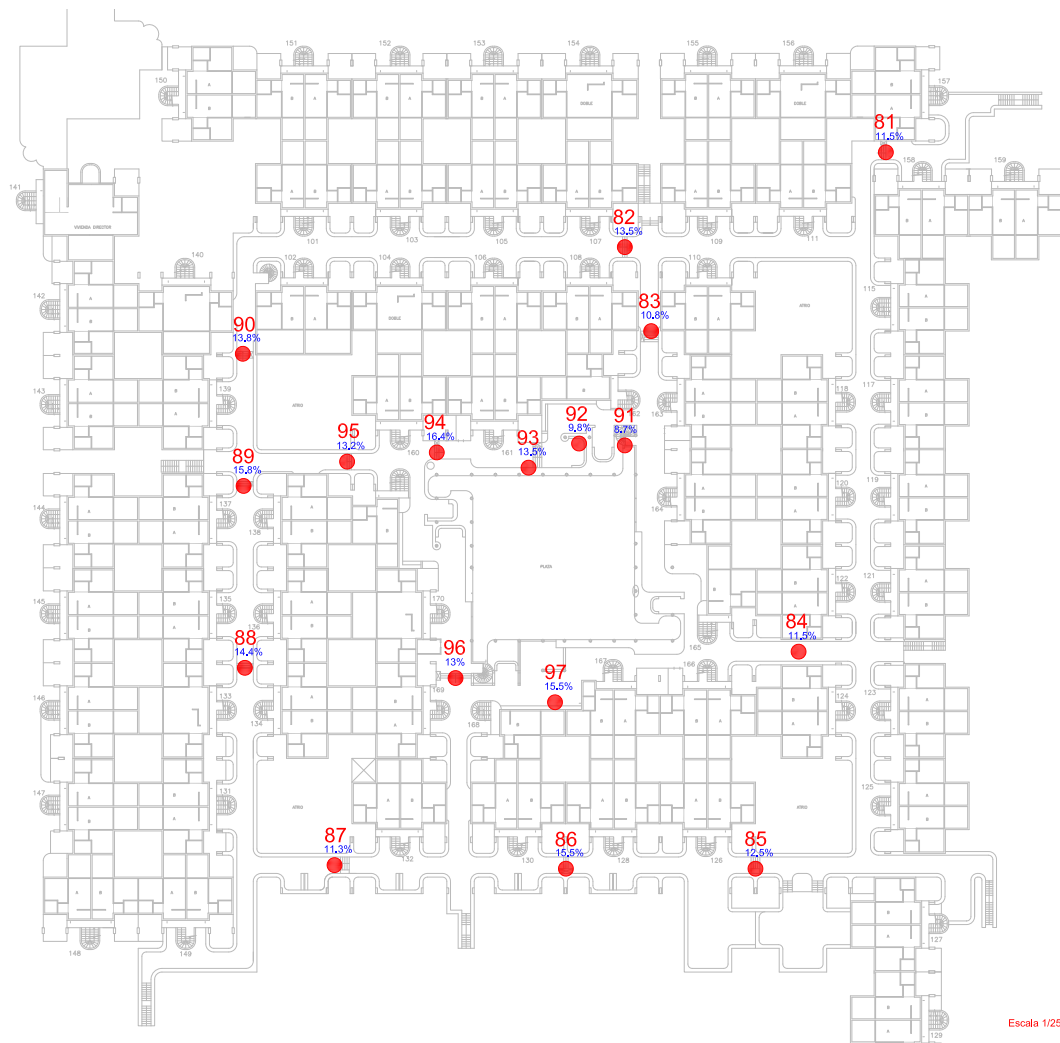 151
152
153
154
155
156
150
157
B
A
A
B
B
A
DOBLE
B
A
DOBLE
B
A
81
11.5%
158
159
141
VIVIENDA DIRECTOR
A
B
A
B
B
A
A
B
B
A
B
A
B
A
82
13.5%
101
103
105
107
109
111
140
102
104
106
108
110
142
A
B
B
A
DOBLE
B
A
B
A
B
A
ATRIO
115
A
B
83
10.8%
90
13.8%
143
A
B
139
ATRIO
A
B
B
A
163
B
A
118
117
A
B
162
92
9.8%
91
8.7%
94
16.4%
93
13.5%
95
13.2%
160
161
89
15.8%
144
A
B
137
138
A
B
164
A
B
120
119
A
B
PLAZA
145
A
B
135
136
A
170
B
A
122
121
A
B
165
84
11.5%
88
14.4%
96
13%
97
15.5%
167
166
146
B
133
134
B
A
169
168
A
B
B
A
124
123
A
B
147
A
B
131
ATRIO
A
B
A
B
A
B
B
A
ATRIO
125
A
B
87
11.3%
132
130
86
15.5%
128
126
85
12.5%
B
A
B
A
148
149
A
B
127
A
B
129
Escala 1/25